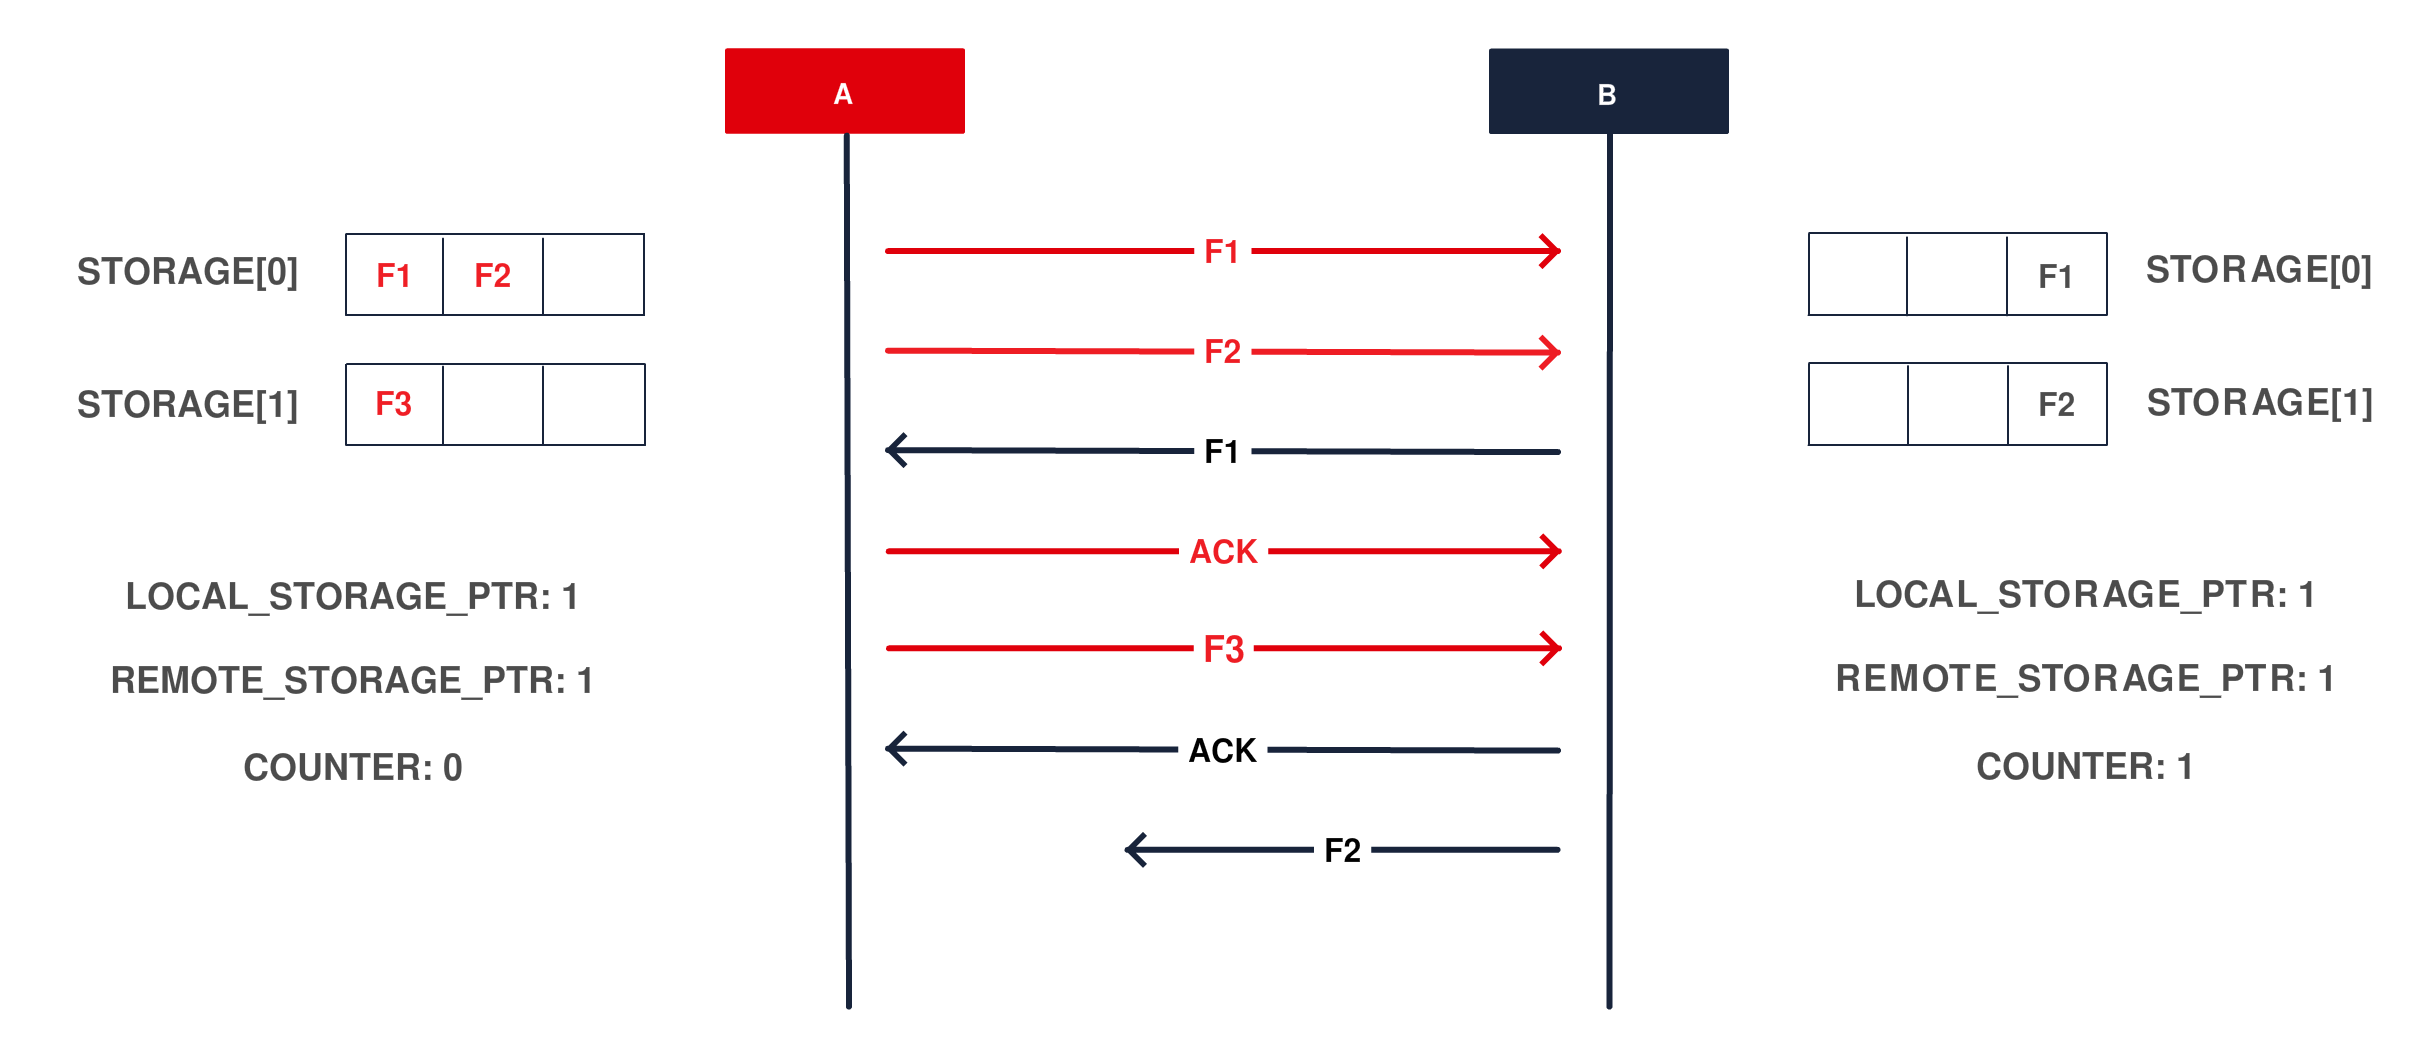 A
B
STORAGE[0]
F1
F2
F1
F1
STORAGE[0]
F2
STORAGE[1]
F3
F2
STORAGE[1]
F1
ACK
LOCAL_STORAGE_PTR: 1
LOCAL_STORAGE_PTR: 1
F3
REMOTE_STORAGE_PTR: 1
REMOTE_STORAGE_PTR: 1
ACK
COUNTER: 0
COUNTER: 1
F2